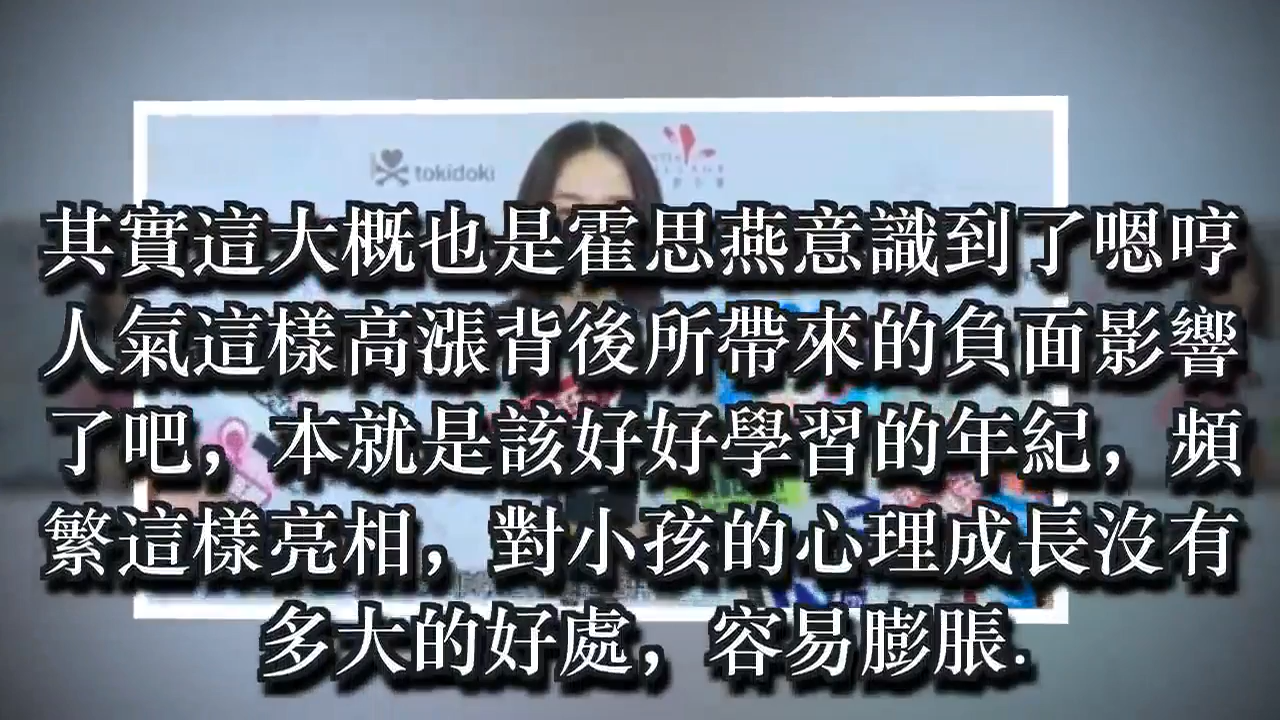 tokidoki
其實這大概也是霍思燕意識到了嗯哼
人氣這樣高漲背後所帶來的負面影響
了吧，本就是該好好學習的年紀，頻
繁這樣亮相，對小孩的心理成長沒有
多大的好處，容易膨脹.